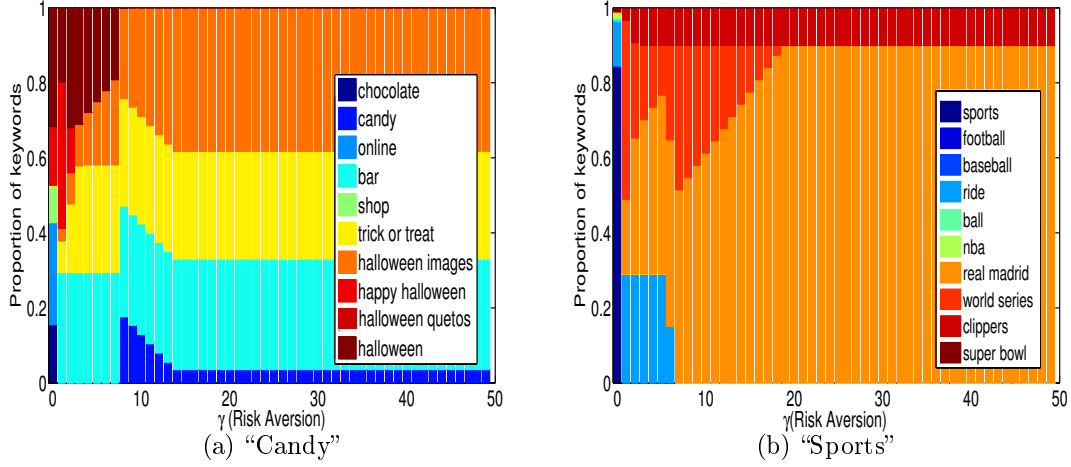 Proportion of keywords
1
0.8
0.6
0.4
0.2
0
0 10 20 30 40 50
γ (Risk Aversion)
chocolate
candy
online
bar
shop
trick or treat
halloween images
happy halloween
halloween quetos
halloween
(a) “Candy”
Proportion of keywords
1
0.8
0.6
0.4
0.2
0
0 10 20 30 40 50
γ(Risk Aversion)
sports
football
baseball
ride
ball
nba
real madrid
world series
clippers
super bowl
(b) “Sports”